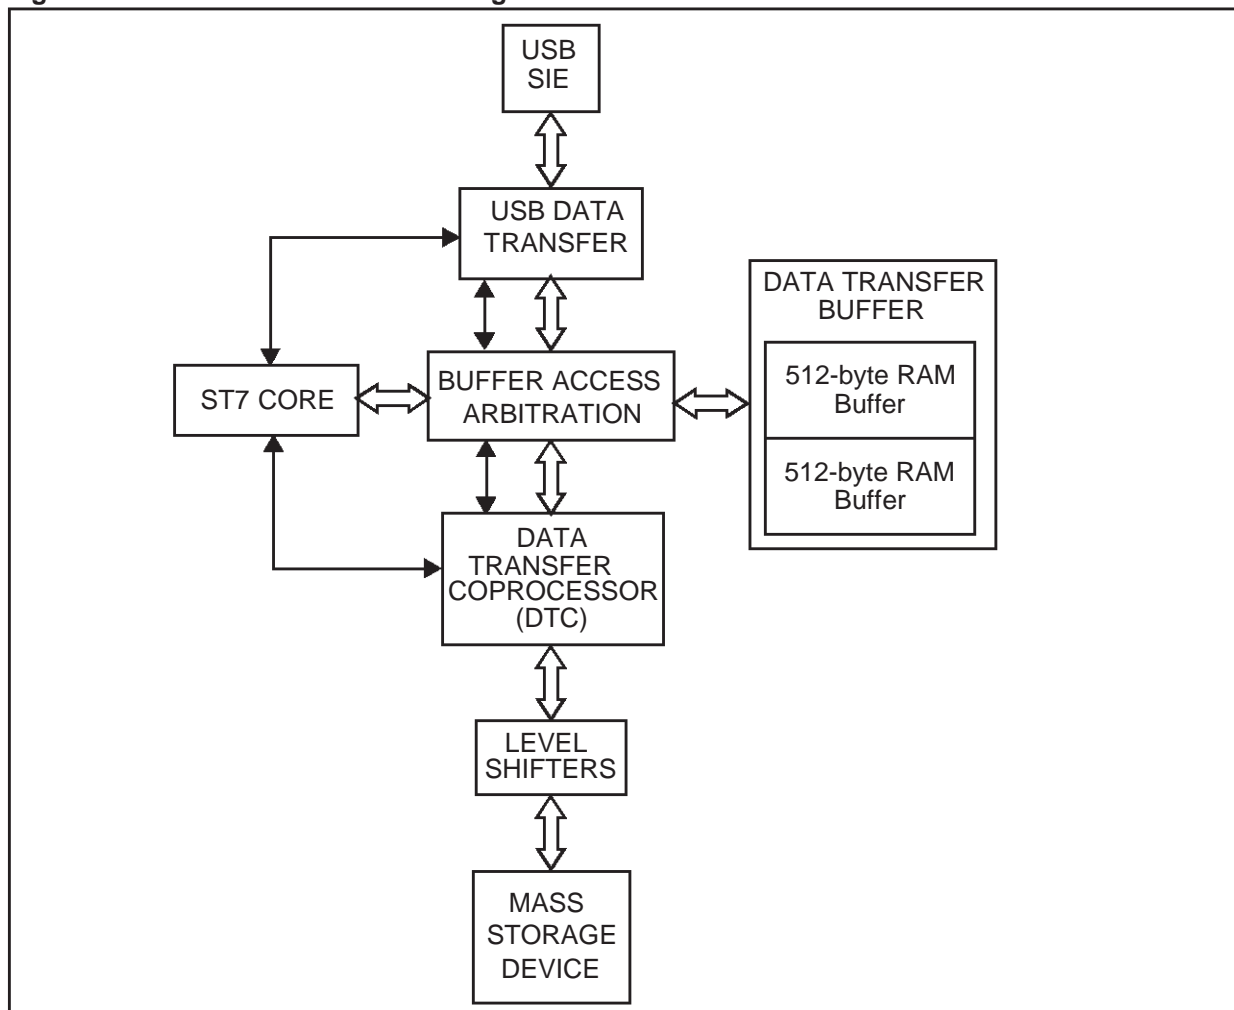 USB
SIE
USB DATA
TRANSFER
DATA TRANSFER
BUFFER
512-byte RAM
Buffer
512-byte RAM
Buffer
ST7 CORE
BUFFER ACCESS
ARBITRATION
DATA
TRANSFER
COPROCESSOR
(DTC)
LEVEL
SHIFTERS
MASS
STORAGE
DEVICE